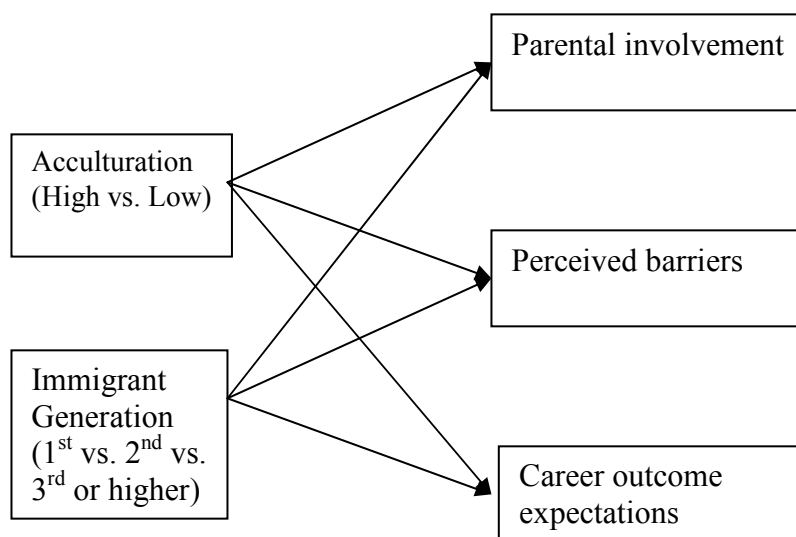 Parental involvement
Acculturation
(High vs. Low)
Perceived barriers
Immigrant
Generation
(1st vs. 2nd vs.
3rd or higher)
Career outcome
expectations